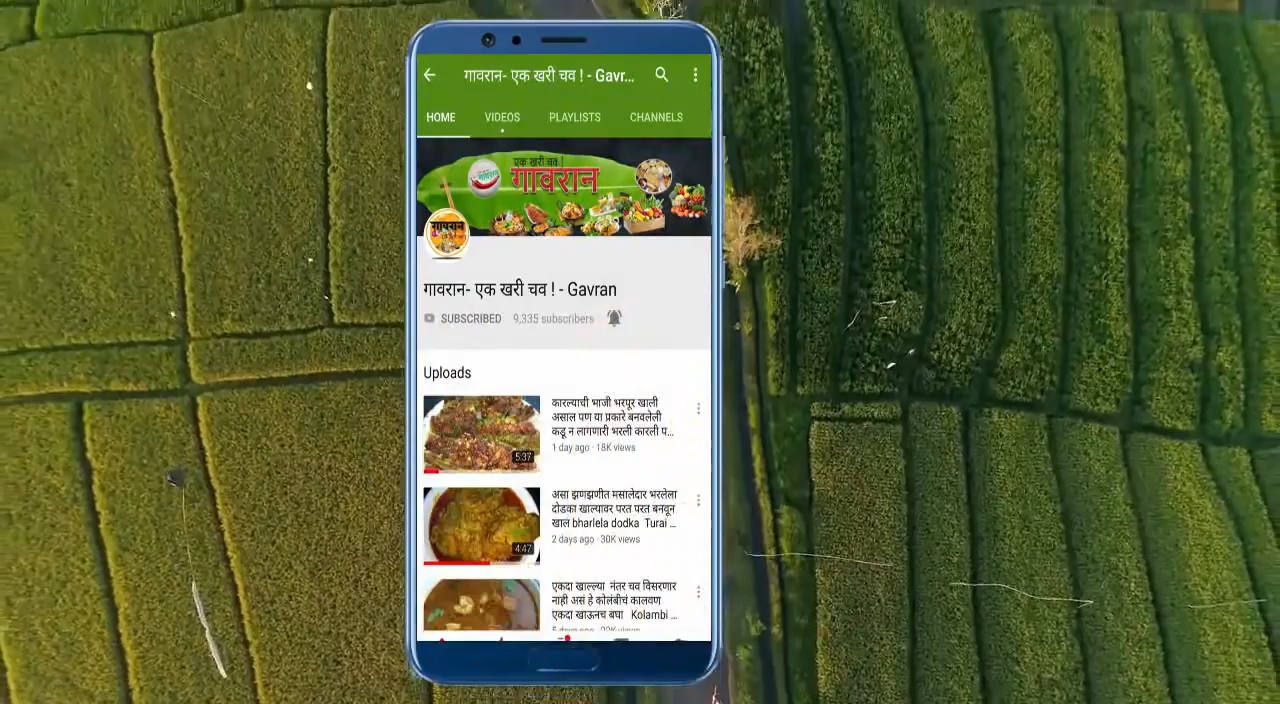 गावरान- एक खरी चव ! - Gavr...
HOME VIDEOS PLAYLISTS CHANNELS
एक खरी चव !
गावरान
गावरान
गावरान- एक खरी चव ! - Gavran
SUBSCRIBED 9,335 subscribers
Uploads
कारल्याची भाजी भरपूर खाली
असाल पण या प्रकारे बनवलेली
कडू न लागणारी भरली कारली प...
1 day ago · 18K views
5:37
असा झणझणीत मसालेदार भरलेला
दोडका खाल्यावर परत परत बनवून
खाल bharlela dodka Turai ...
2 days ago · 30K views
4:47
एकदा खाल्ल्या नंतर चव विसरणार
नाही असं हे कोलंबीचं कालवण
एकदा खाऊनच बघा Kolambi ...